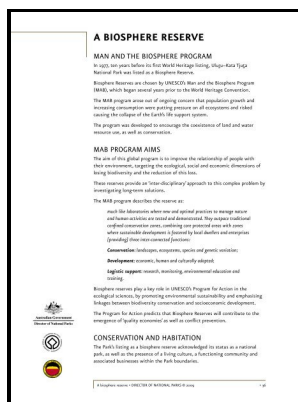 A BIOSPHERE RESERVE
MAN AND THE BIOSPHERE PROGRAM
In 1977, ten years before its first World Heritage listing, Uluṟu–Kata Tjuṯa
National Park was listed as a Biosphere Reserve.
Biosphere Reserves are chosen by UNESCO's Man and the Biosphere Program
(MAB), which began several years prior to the World Heritage Convention.
The MAB program arose out of ongoing concern that population growth and
increasing consumption were putting pressure on all ecosystems and risked
causing the collapse of the Earth's life support system.
The program was developed to encourage the coexistence of land and water
resource use, as well as conservation.
MAB PROGRAM AIMS
The aim of this global program is to improve the relationship of people with
their environment, targeting the ecological, social and economic dimensions of
losing biodiversity and the reduction of this loss.
These reserves provide an 'inter-disciplinary' approach to this complex problem by
investigating long-term solutions.
The MAB program describes the reserve as:
much like laboratories where new and optimal practices to manage nature
and human activities are tested and demonstrated. They outpace traditional
confined conservation zones, combining core protected areas with zones
where sustainable development is fostered by local dwellers and enterprises
(providing) three inter-connected functions:
Conservation: landscapes, ecosystems, species and genetic variation;
Development: economic, human and culturally adapted;
Logistic support: research, monitoring, environmental education and
training.
Biosphere reserves play a key role in UNESCO's Program for Action in the
ecological sciences, by promoting environmental sustainability and emphasising
linkages between biodiversity conservation and socioeconomic development.
The Program for Action predicts that Biosphere Reserves will contribute to the
emergence of 'quality economies' as well as conflict prevention.
CONSERVATION AND HABITATION
The Park's listing as a biosphere reserve acknowledged its status as a national
park, as well as the presence of a living culture, a functioning community and
associated businesses within the Park boundaries.
Australian Government
Director of National Parks
A biosphere reserve • DIRECTOR OF NATIONAL PARKS